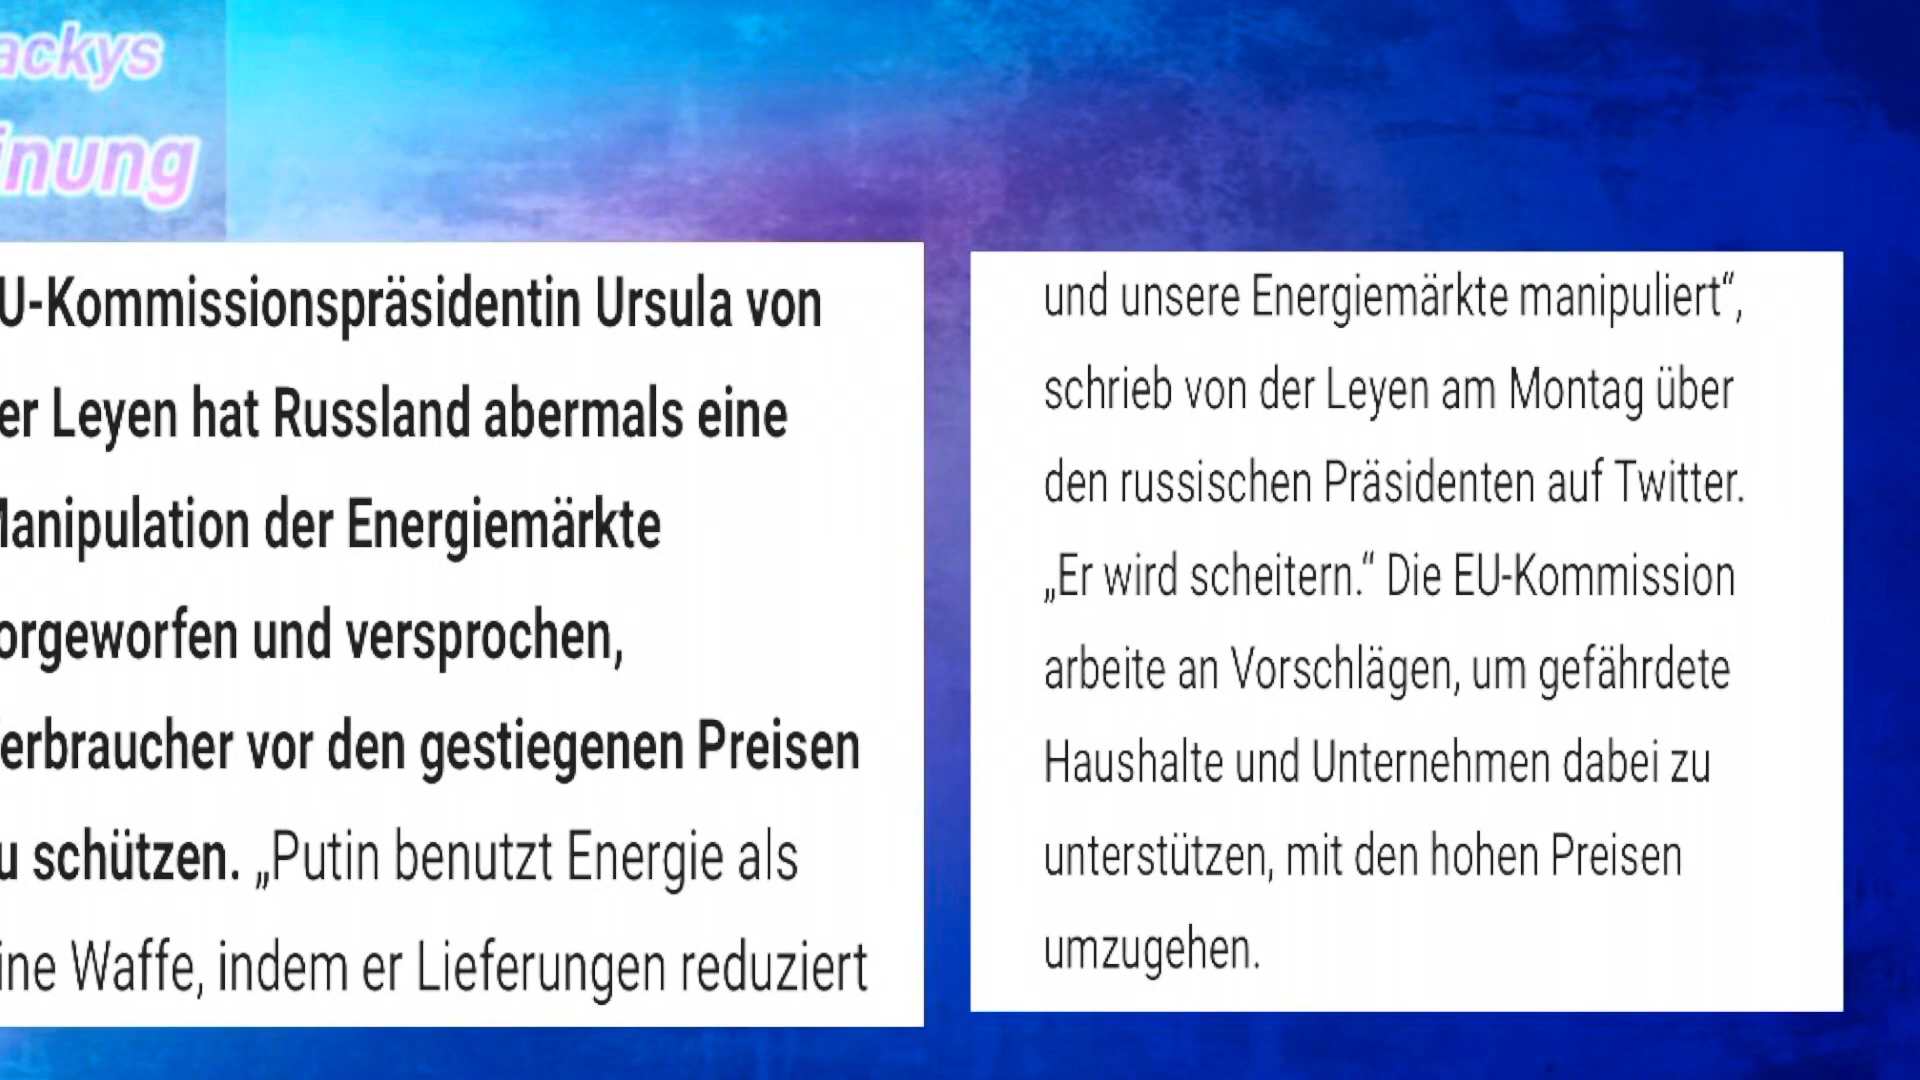 ackys
inung
U-Kommissionspräsidentin Ursula von
er Leyen hat Russland abermals eine
anipulation der Energiemärkte
orgeworfen und versprochen,
erbraucher vor den gestiegenen Preisen
u schützen. „Putin benutzt Energie als
ine Waffe, indem er Lieferungen reduziert
und unsere Energiemärkte manipuliert“,
schrieb von der Leyen am Montag über
den russischen Präsidenten auf Twitter.
„Er wird scheitern.“ Die EU-Kommission
arbeite an Vorschlägen, um gefährdete
Haushalte und Unternehmen dabei zu
unterstützen, mit den hohen Preisen
umzugehen.